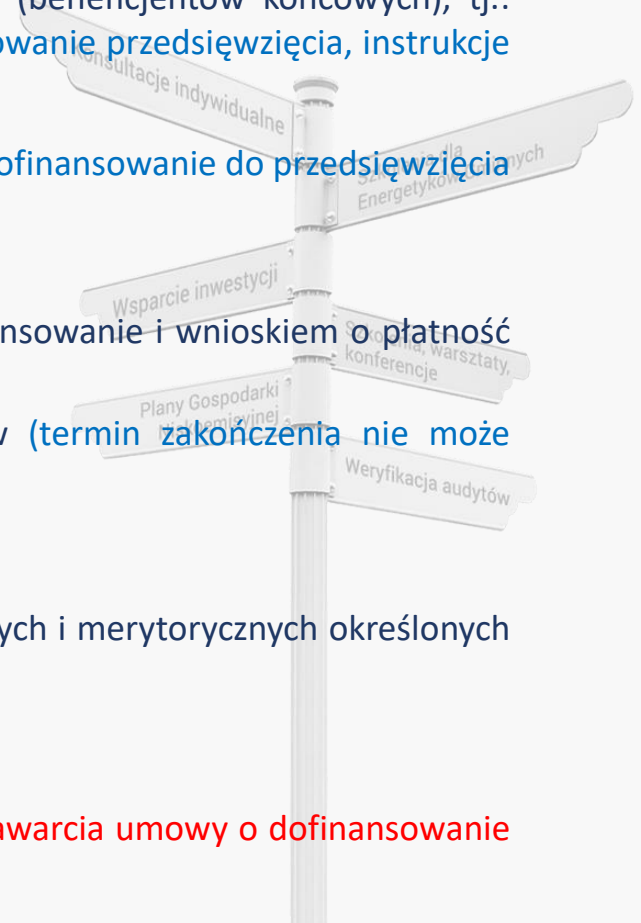 (beneficjentów końcowych), tj.:
owanie przedsięwzięcia, instrukcje
Konsultacje indywidualne
ofinansowanie do przedsięwzięcia
Szkolenia dla
Energetyków Gminnych
Wsparcie inwestycji
nsowanie i wnioskiem o płatność
Szkolenia, warsztaty,
konferencje
Plany Gospodarki
Niskoemisyjnej
(termin zakończenia nie może
Weryfikacja audytów
ych i merytorycznych określonych
awarcia umowy o dofinansowanie